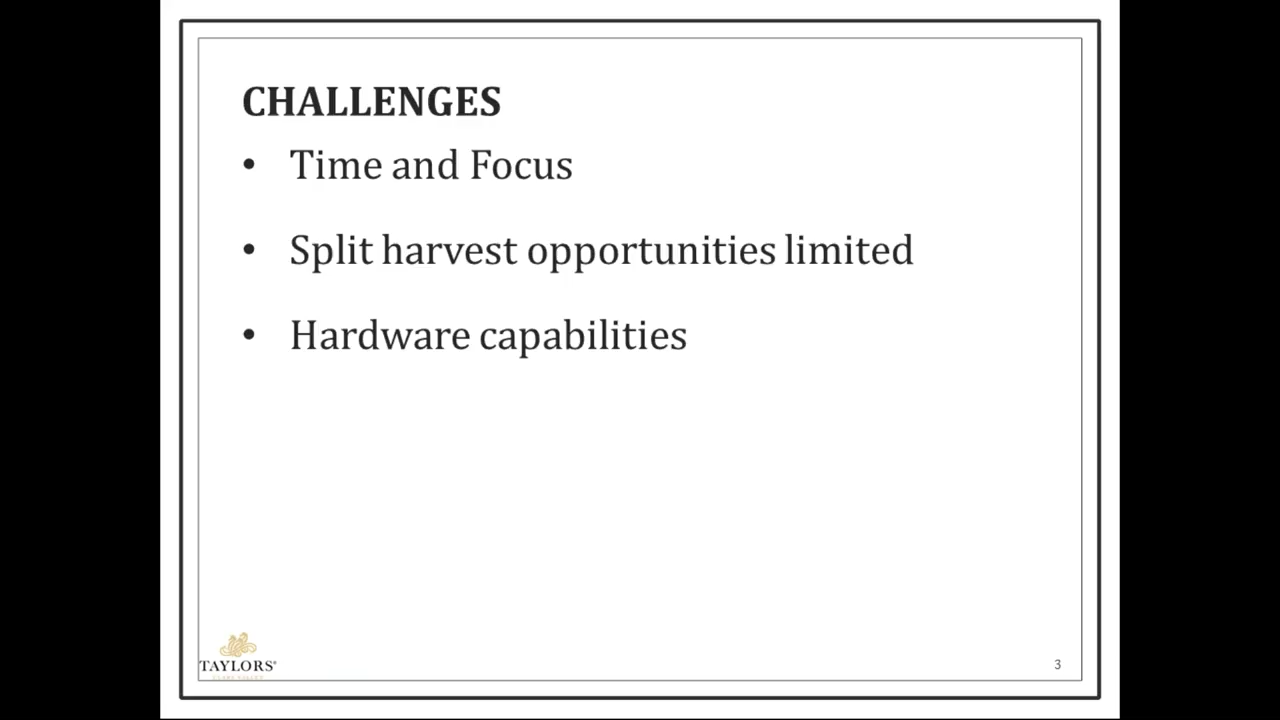 CHALLENGES
• Time and Focus
• Split harvest opportunities limited
• Hardware capabilities
TAYLORS®
3